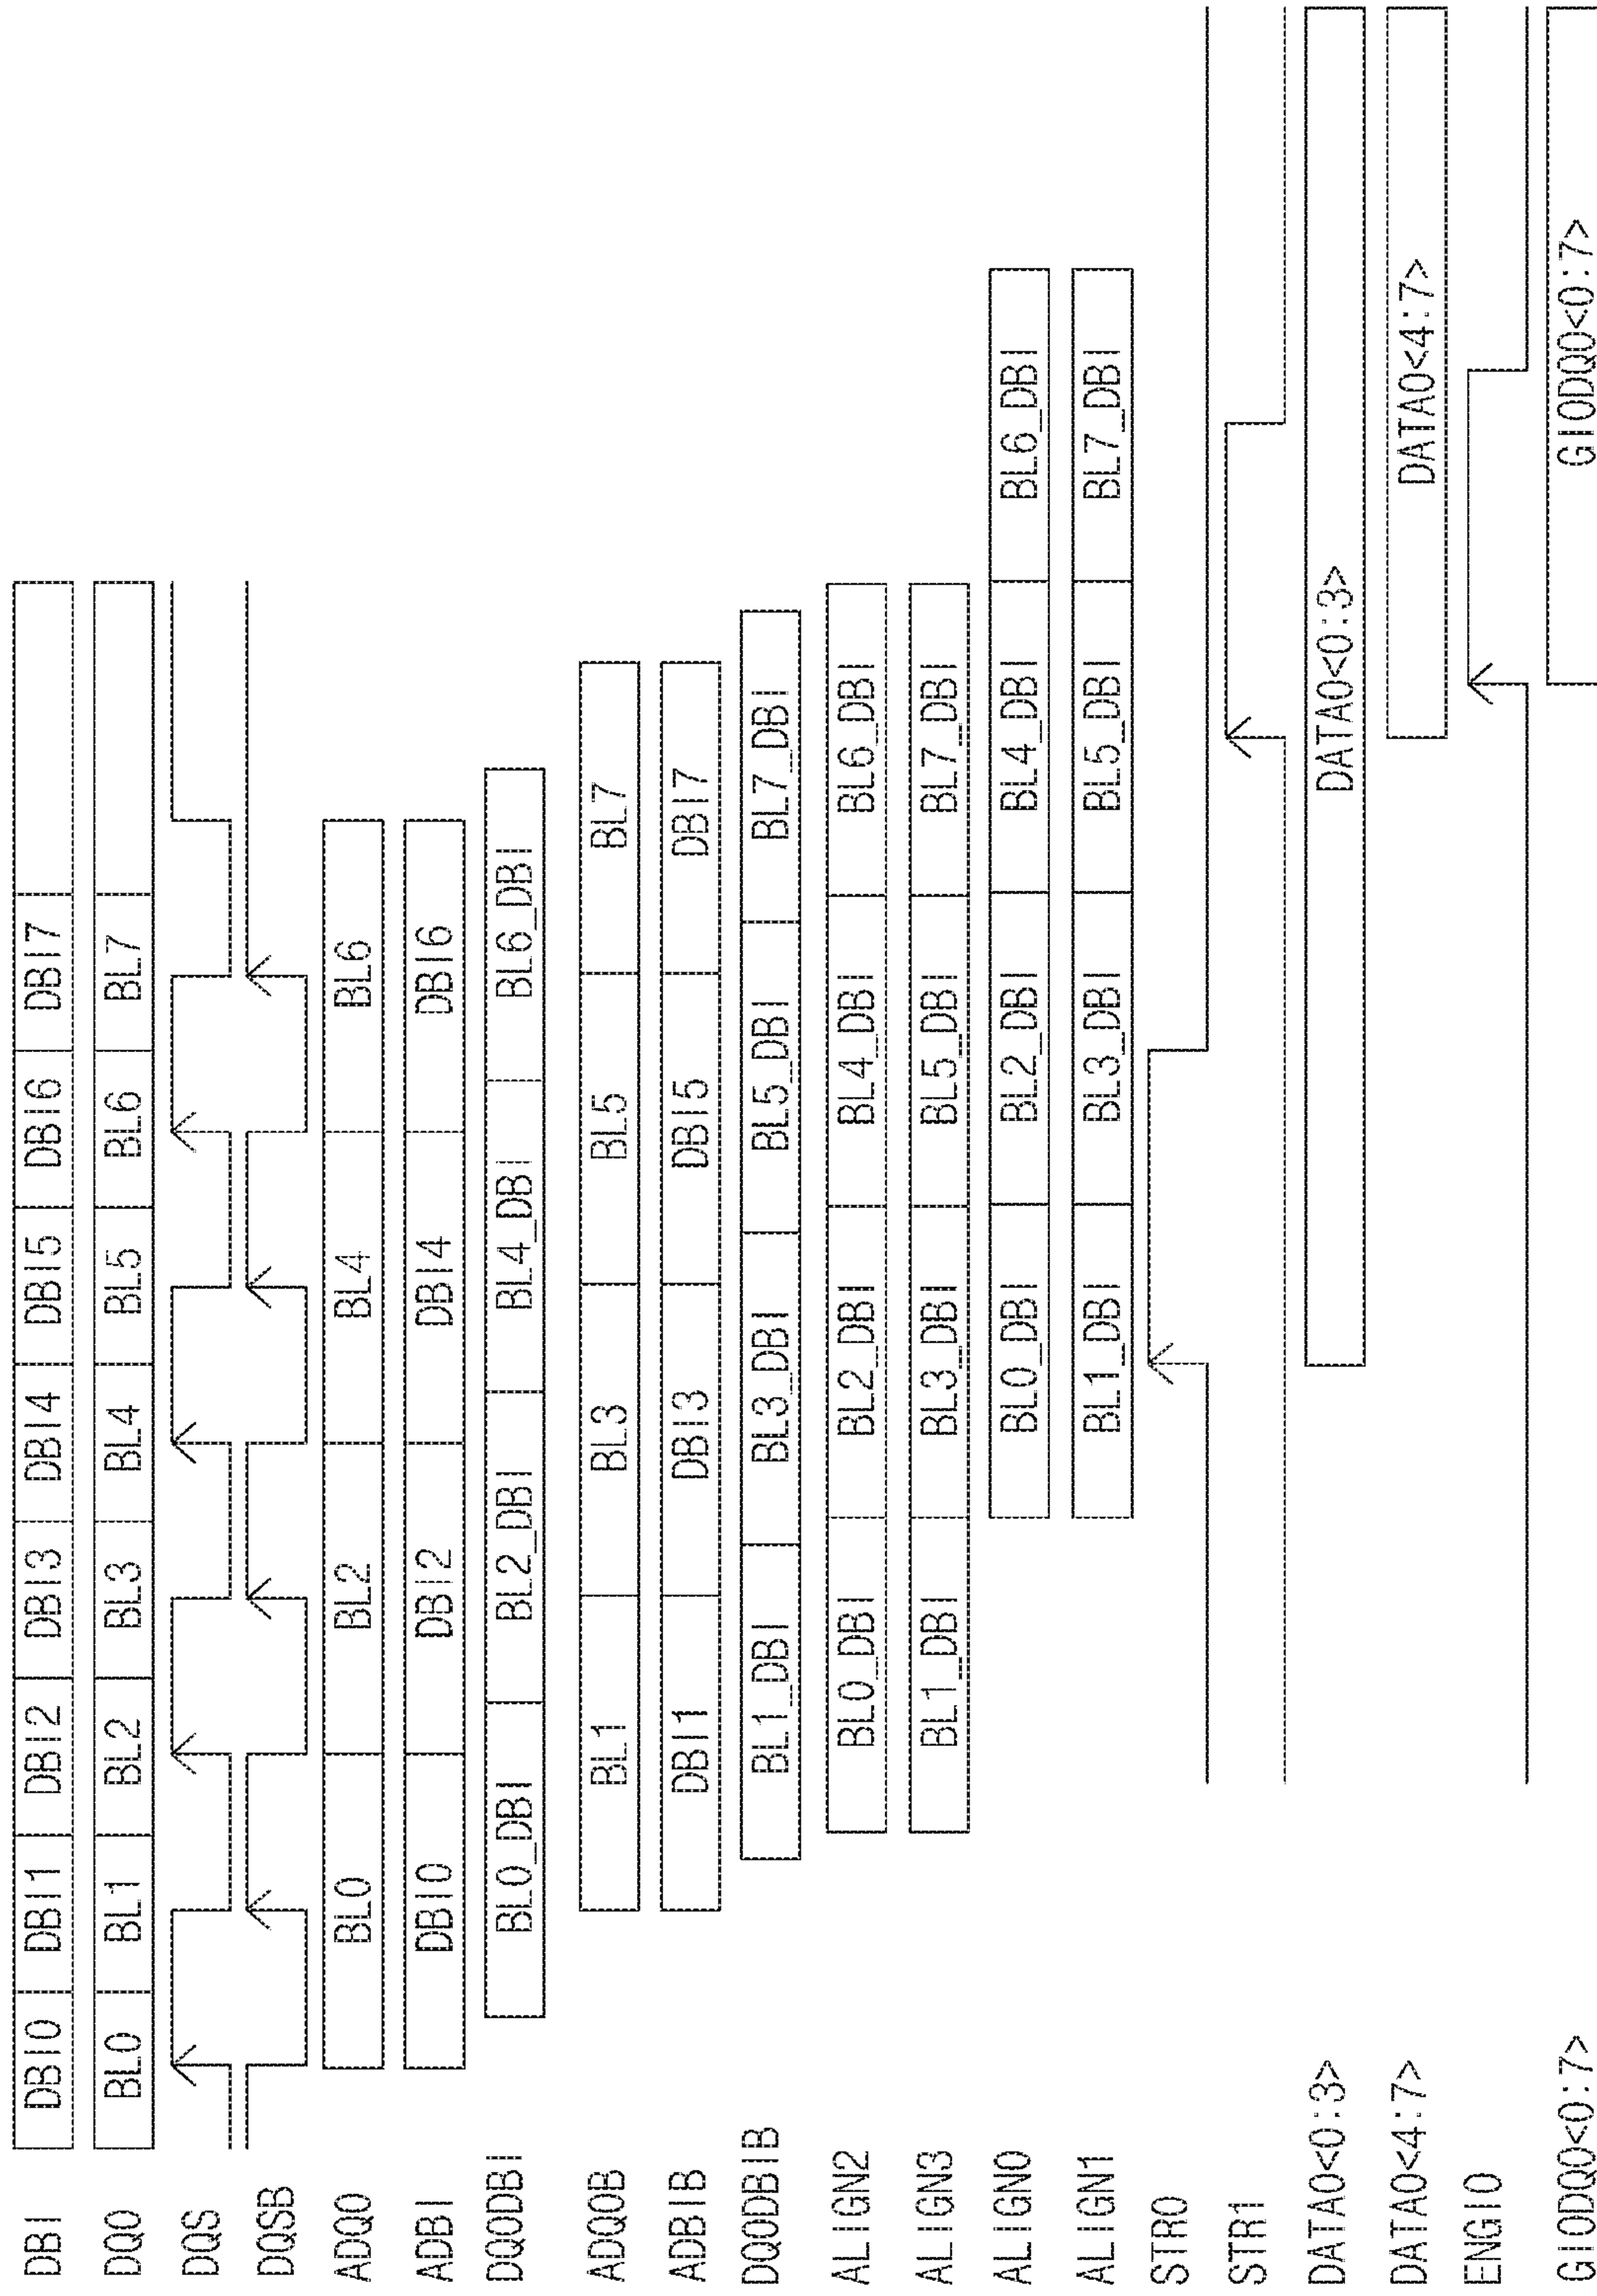 DBI DBI0 DBI1 DBI2 DBI3 DBI4 DBI5 DBI6 DBI7
DQ0 BL0 BL1 BL2 BL3 BL4 BL5 BL6 BL7
DQS
DQSB
ADQ0 BL0 BL2 BL4 BL6
ADBI DBI0 DBI2 DBI4 DBI6
DQ0DBI BL0_DBI BL2_DBI BL4_DBI BL6_DBI
ADQ0B BL1 BL3 BL5 BL7
ADBIB DBI1 DBI3 DBI5 DBI7
DQ0DBIB BL1_DBI BL3_DBI BL5_DBI BL7_DBI
ALIGN2 BL0_DBI BL2_DBI BL4_DBI BL6_DBI
ALIGN3 BL1_DBI BL3_DBI BL5_DBI BL7_DBI
ALIGN0 BL0_DBI BL2_DBI BL4_DBI BL6_DBI
ALIGN1 BL1_DBI BL3_DBI BL5_DBI BL7_DBI
STR0
STR1
DATA0<0:3> DATA0<0:3>
DATA0<4:7> DATA0<4:7>
ENGIO
GIODQ0<0:7> GIODQ0<0:7>